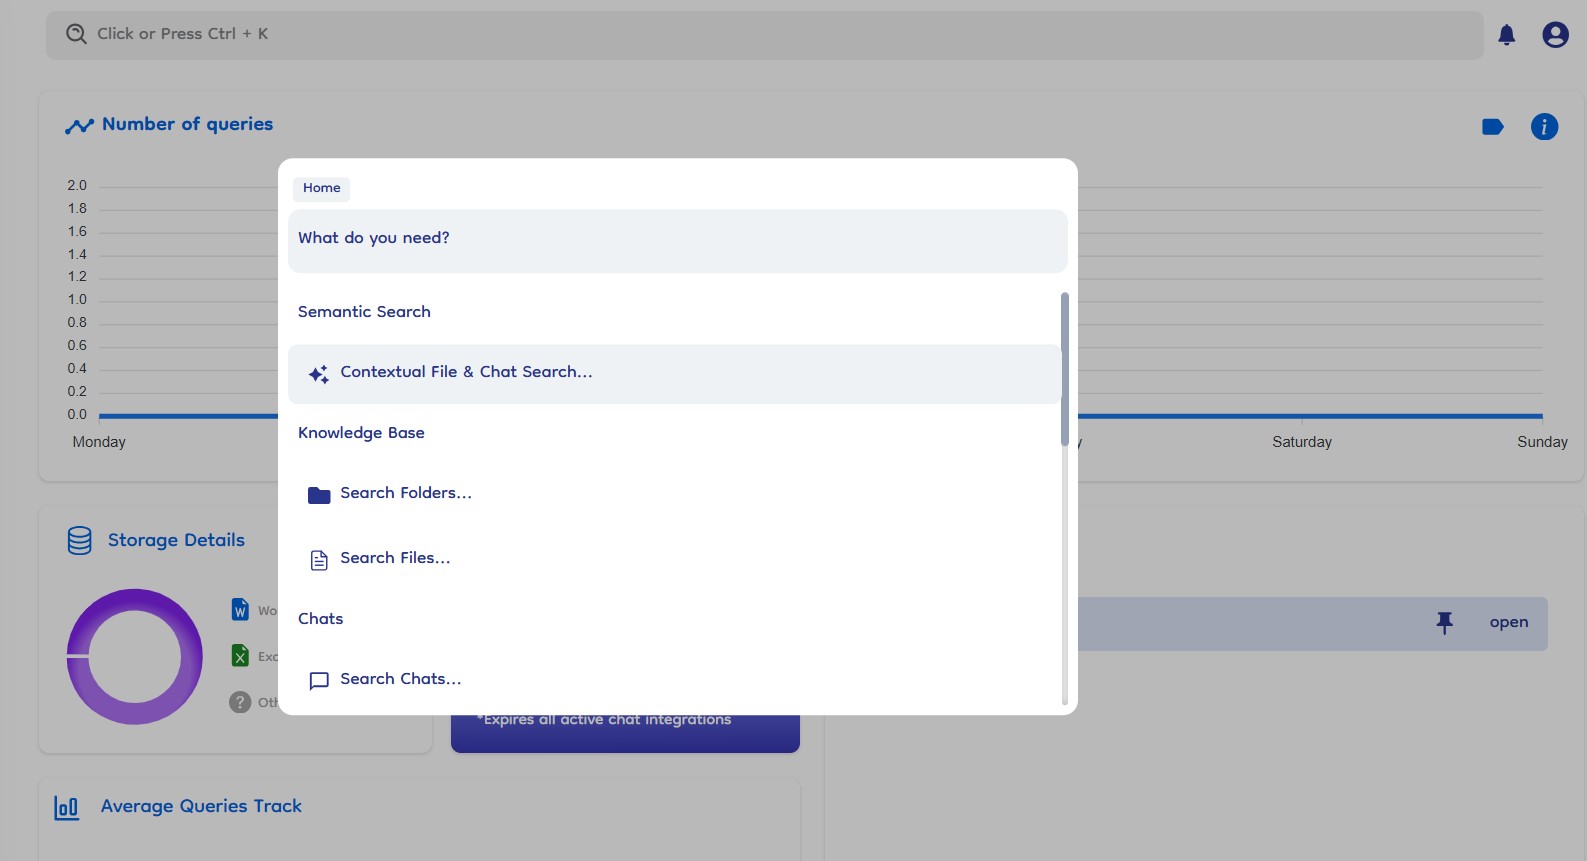 Click or Press Ctrl + K
Number of queries
i
2.0
1.8
1.6
1.4
1.2
1.0
0.8
0.6
0.4
0.2
0.0
Monday
Saturday
Sunday
Home
What do you need?
Semantic Search
Contextual File & Chat Search...
Knowledge Base
Search Folders...
Search Files...
Chats
Search Chats...
Storage Details
W
X
?
open
*Expires all active chat integrations
Average Queries Track